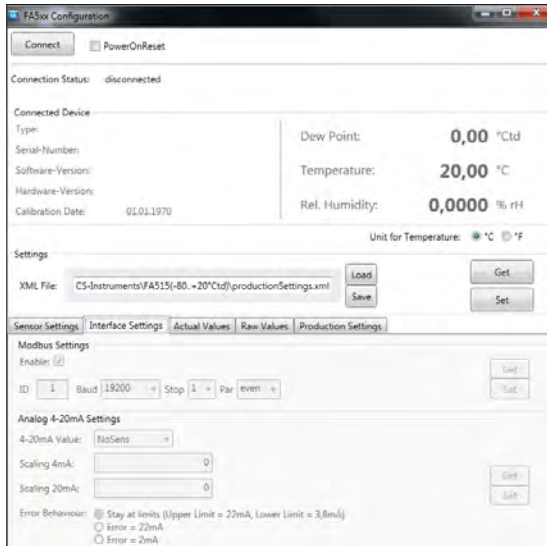 FA5xx Configuration
Connect PowerOnReset
Connection Status: disconnected
Connected Device
Type:
Serial-Number:
Software-Version:
Hardware-Version:
Calibration Date: 01.01.1970
Dew Point: 0,00 °Ctd
Temperature: 20,00 °C
Rel. Humidity: 0,0000 % rH
Unit for Temperature: °C °F
Settings
XML File: CS-Instruments\FA515(-80..+20°Ctd)\productionSettings.xml
Load
Save
Get
Set
Sensor Settings Interface Settings Actual Values Raw Values Production Settings
Modbus Settings
Enable:
ID 1 Baud 19200 Stop 1 Par even
Get
Set
Analog 4-20mA Settings
4-20mA Value: NoSens
Scaling 4mA: 0
Scaling 20mA: 0
Get
Set
Error Behaviour: Stay at limits (Upper Limit = 22mA, Lower Limit = 3,8mA)
Error = 22mA
Error = 2mA